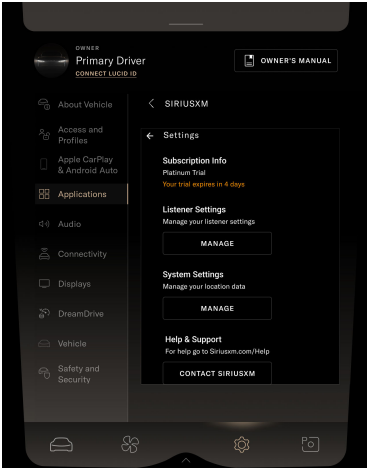 OWNER
Primary Driver
CONNECT LUCID ID
OWNER'S MANUAL
About Vehicle
Access and
Profiles
Apple CarPlay
& Android Auto
Applications
Audio
Connectivity
Displays
DreamDrive
Vehicle
Safety and
Security
SIRIUSXM
Settings
Subscription Info
Platinum Trial
Your trial expires in 4 days
Listener Settings
Manage your listener settings
MANAGE
System Settings
Manage your location data
MANAGE
Help & Support
For help go to Siriusxm.com/Help
CONTACT SIRIUSXM